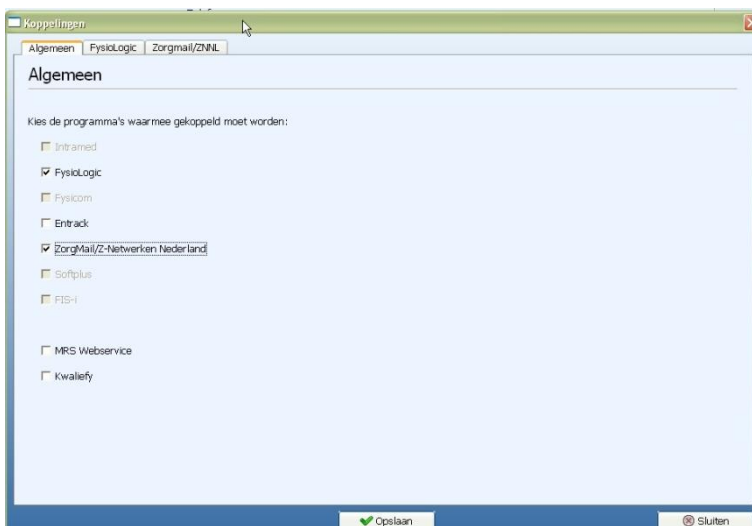 Koppelingen
Algemeen FysioLogic Zorgmail/ZNNL
Algemeen
Kies de programma's waarmee gekoppeld moet worden:
Intramed
FysioLogic
Fysicom
Entrack
ZorgMail/Z-Netwerken Nederland
Softplus
FIS-i
MRS Webservice
Kwaliefy
Opslaan Sluiten